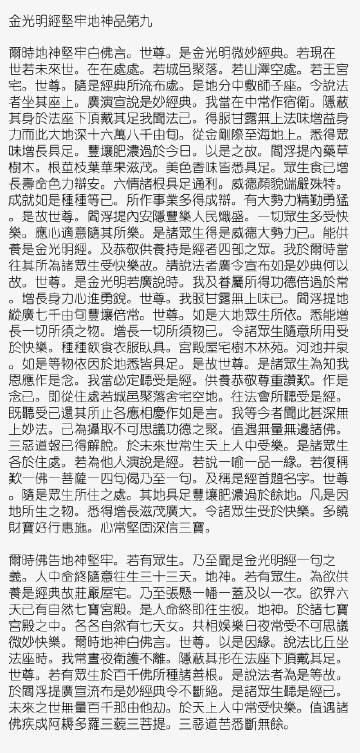 金光明經堅牢地神品第九
爾時地神堅牢白佛言。世尊。是金光明微妙經典。若現在
世若未來世。在在處處。若城邑聚落。若山澤空處。若王宮
宅。世尊。隨是經典所流布處。是地分中敷師子座。令說法
者坐其座上。廣演宣說是妙經典。我當在中常作宿衛。隱蔽
其身於法座下頂戴其足我聞法已。得服甘露無上法味增益身
力而此大地深十六萬八千由旬。從金剛際至海地上。悉得眾
味增長具足。豐壤肥濃過於今日。以是之故。閻浮提內藥草
樹木。根莖枝葉華果滋茂。美色香味皆悉具足。眾生食已增
長壽命色力辯安。六情諸根具足通利。威德顏貌端嚴殊特。
成就如是種種等已。所作事業多得成辦。有大勢力精勤勇猛
。是故世尊。閻浮提內安隱豐樂人民熾盛。一切眾生多受快
樂。應心適意隨其所樂。是諸眾生得是威德大勢力已。能供
養是金光明經。及恭敬供養持是經者四部之眾。我於爾時當
往其所為諸眾生受快樂故。請說法者廣令宣布如是妙典何以
故。世尊。是金光明若廣說時。我及眷屬所得功德倍過於常
。增長身力心進勇銳。世尊。我服甘露無上味已。閻浮提地
縱廣七千由旬豐壤倍常。世尊。如是大地眾生所依。悉能增
長一切所須之物。增長一切所須物已。令諸眾生隨意所用受
於快樂。種種飲食衣服臥具。宮殿屋宅樹木林苑。河池井泉
。如是等物依因於地悉皆具足。是故世尊。是諸眾生為知我
恩應作是念。我當必定聽受是經。供養恭敬尊重讚歎。作是
念已。即從住處若城邑聚落舍宅空地。往法會所聽受是經。
既聽受已還其所止各應相慶作如是言。我等今者聞此甚深無
上妙法。已為攝取不可思議功德之聚。值遇無量無邊諸佛。
三惡道報已得解脫。於未來世常生天上人中受樂。是諸眾生
各於住處。若為他人演說是經。若說一喻一品一緣。若復稱
歎一佛一菩薩一四句偈乃至一句。及稱是經首題名字。世尊
。隨是眾生所住之處。其地具足豐壤肥濃過於餘地。凡是因
地所生之物。悉得增長滋茂廣大。令諸眾生受於快樂。多饒
財寶好行惠施。心常堅固深信三寶。
爾時佛告地神堅牢。若有眾生。乃至聞是金光明經一句之
義。人中命終隨意往生三十三天。地神。若有眾生。為欲供
養是經典故莊嚴屋宅。乃至張懸一幡一蓋及以一衣。欲界六
天已有自然七寶宮殿。是人命終即往生彼。地神。於諸七寶
宮殿之中。各各自然有七天女。共相娛樂日夜常受不可思議
微妙快樂。爾時地神白佛言。世尊。以是因緣。說法比丘坐
法座時。我常晝夜衛護不離。隱蔽其形在法座下頂戴其足。
世尊。若有眾生於百千佛所種諸善根。是說法者為是等故。
於閻浮提廣宣流布是妙經典令不斷絕。是諸眾生聽是經已。
未來之世無量百千那由他劫。於天上人中常受快樂。值遇諸
佛疾成阿耨多羅三藐三菩提。三惡道苦悉斷無餘。